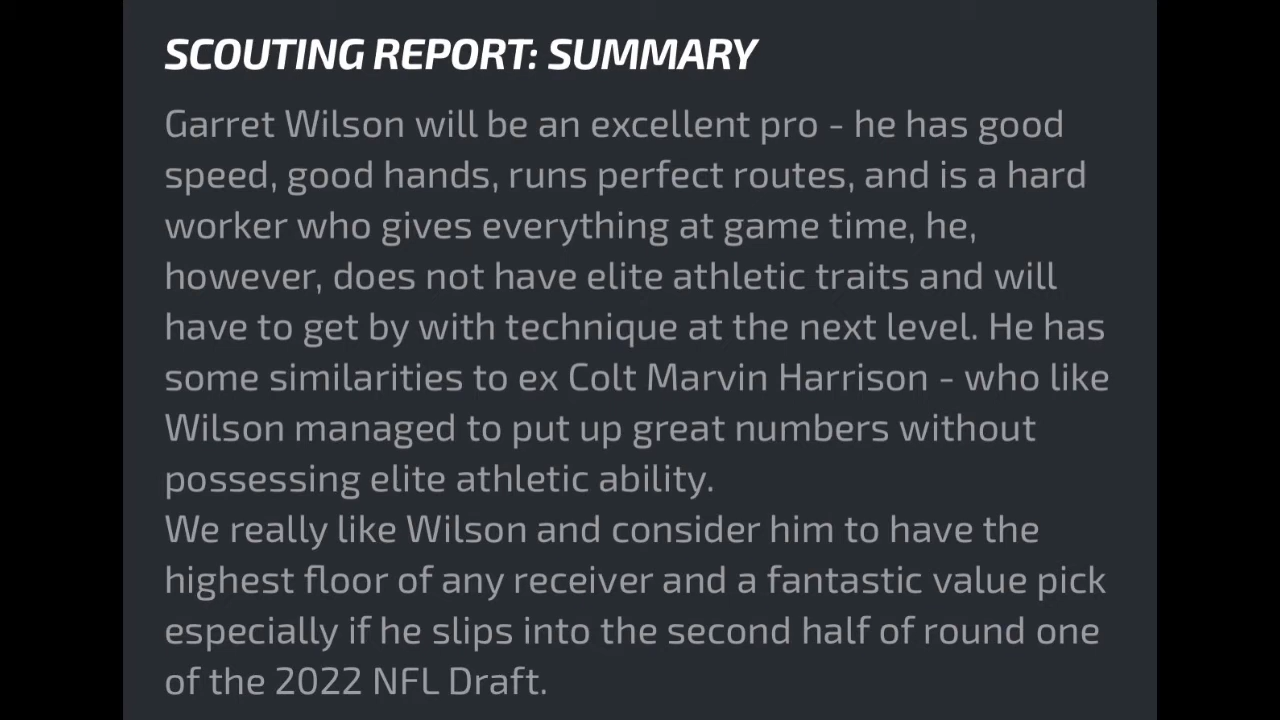 SCOUTING REPORT: SUMMARY
Garret Wilson will be an excellent pro - he has good
speed, good hands, runs perfect routes, and is a hard
worker who gives everything at game time, he,
however, does not have elite athletic traits and will
have to get by with technique at the next level. He has
some similarities to ex Colt Marvin Harrison - who like
Wilson managed to put up great numbers without
possessing elite athletic ability.
We really like Wilson and consider him to have the
highest floor of any receiver and a fantastic value pick
especially if he slips into the second half of round one
of the 2022 NFL Draft.